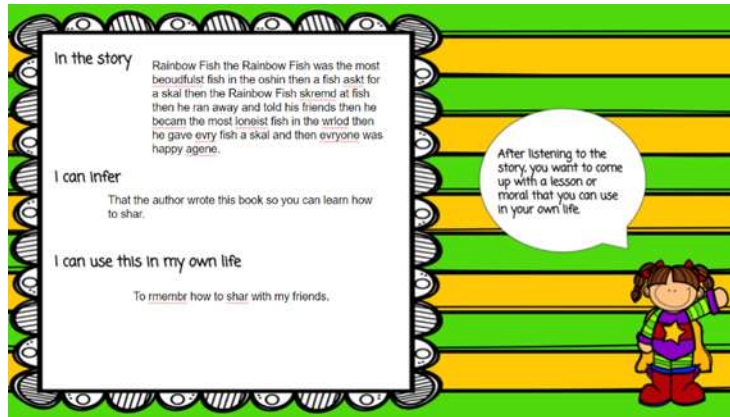 In the story
Rainbow Fish the Rainbow Fish was the most
beoudfulst fish in the oshin then a fish askt for
a skal then the Rainbow Fish skremd at fish
then he ran away and told his friends then he
becam the most loneist fish in the wrlod then
he gave evry fish a skal and then evryone was
happy agene.
I can infer
That the author wrote this book so you can learn how
to shar.
I can use this in my own life
To rmembr how to shar with my friends.
After listening to the
story, you want to come
up with a lesson or
moral that you can use
in your own life.